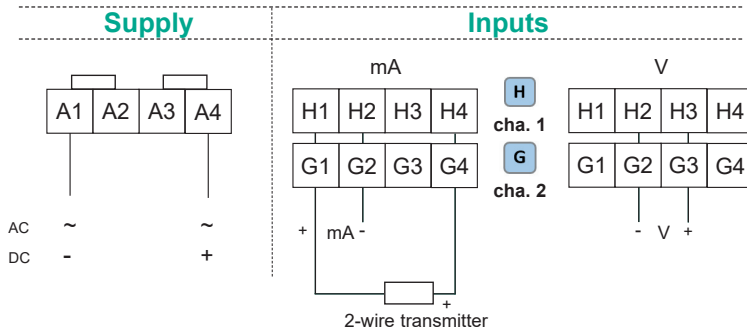 Supply Inputs
mA V
H
cha. 1
G
cha. 2
A1 A2 A3 A4
H1 H2 H3 H4 H1 H2 H3 H4
G1 G2 G3 G4 G1 G2 G3 G4
AC ~ ~
DC - +
+ mA - - V +
+
2-wire transmitter